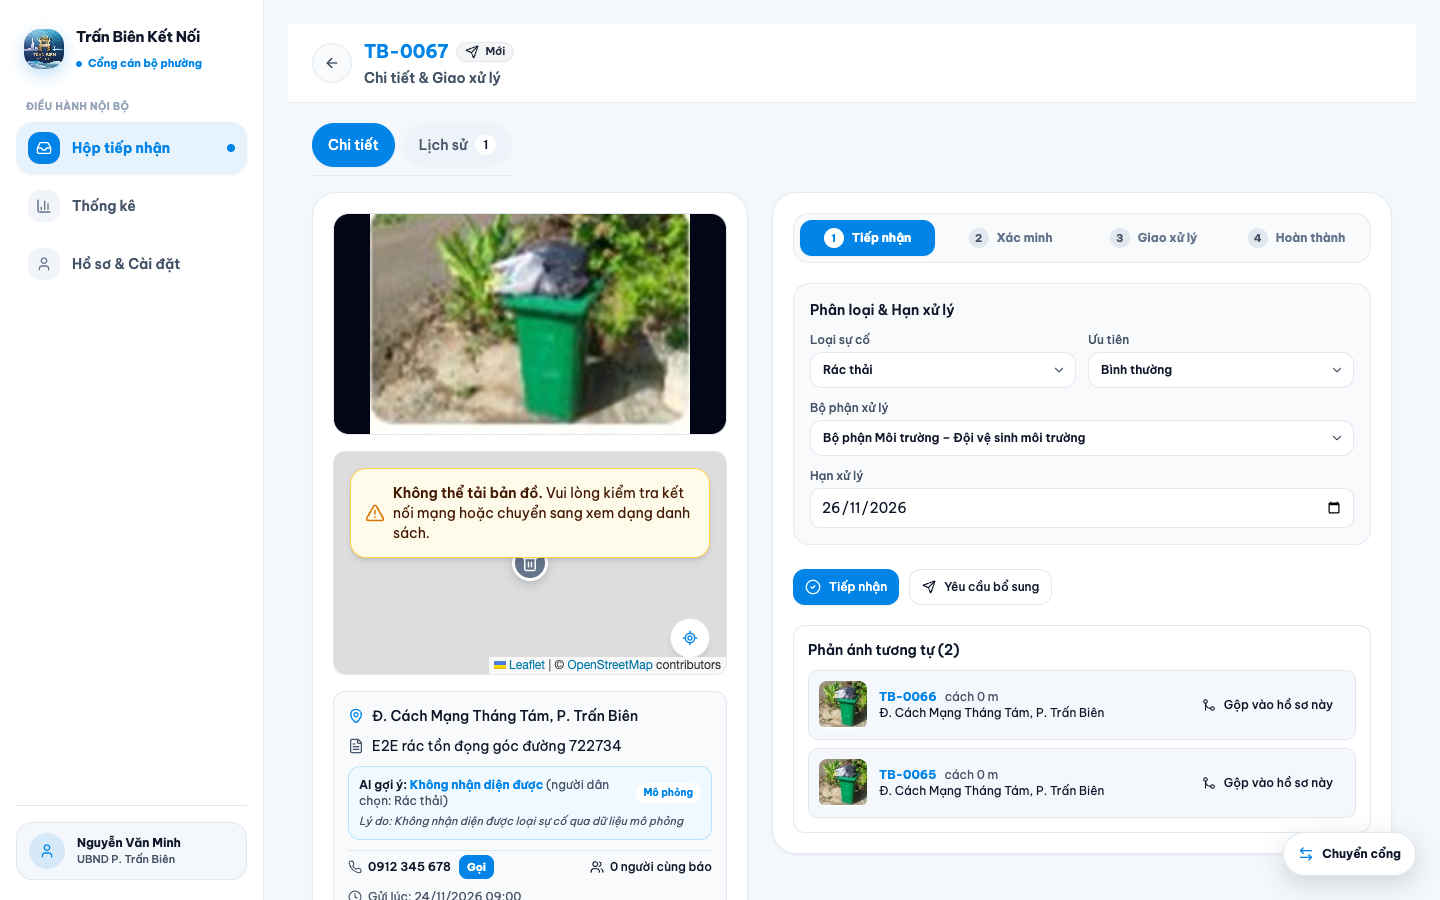 Trấn Biên Kết Nối
Cổng cán bộ phường
ĐIỀU HÀNH NỘI BỘ
Hộp tiếp nhận
Thống kê
Hồ sơ & Cài đặt
Nguyễn Văn Minh
UBND P. Trấn Biên
TB-0067
Mới
Chi tiết & Giao xử lý
Chi tiết
Lịch sử 1
Không thể tải bản đồ. Vui lòng kiểm tra kết
nối mạng hoặc chuyển sang xem dạng danh
sách.
Leaflet | © OpenStreetMap contributors
Đ. Cách Mạng Tháng Tám, P. Trấn Biên
E2E rác tồn đọng góc đường 722734
AI gợi ý: Không nhận diện được (người dân
chọn: Rác thải)
Mô phỏng
Lý do: Không nhận diện được loại sự cố qua dữ liệu mô phỏng
0912 345 678
Gọi
0 người cùng báo
Gửi lúc: 24/11/2026 09:00
1 Tiếp nhận
2 Xác minh
3 Giao xử lý
4 Hoàn thành
Phân loại & Hạn xử lý
Loại sự cố
Rác thải
Ưu tiên
Bình thường
Bộ phận xử lý
Bộ phận Môi trường – Đội vệ sinh môi trường
Hạn xử lý
26/11/2026
Tiếp nhận
Yêu cầu bổ sung
Phản ánh tương tự (2)
TB-0066 cách 0 m
Đ. Cách Mạng Tháng Tám, P. Trấn Biên
Gộp vào hồ sơ này
TB-0065 cách 0 m
Đ. Cách Mạng Tháng Tám, P. Trấn Biên
Gộp vào hồ sơ này
Chuyển cổng